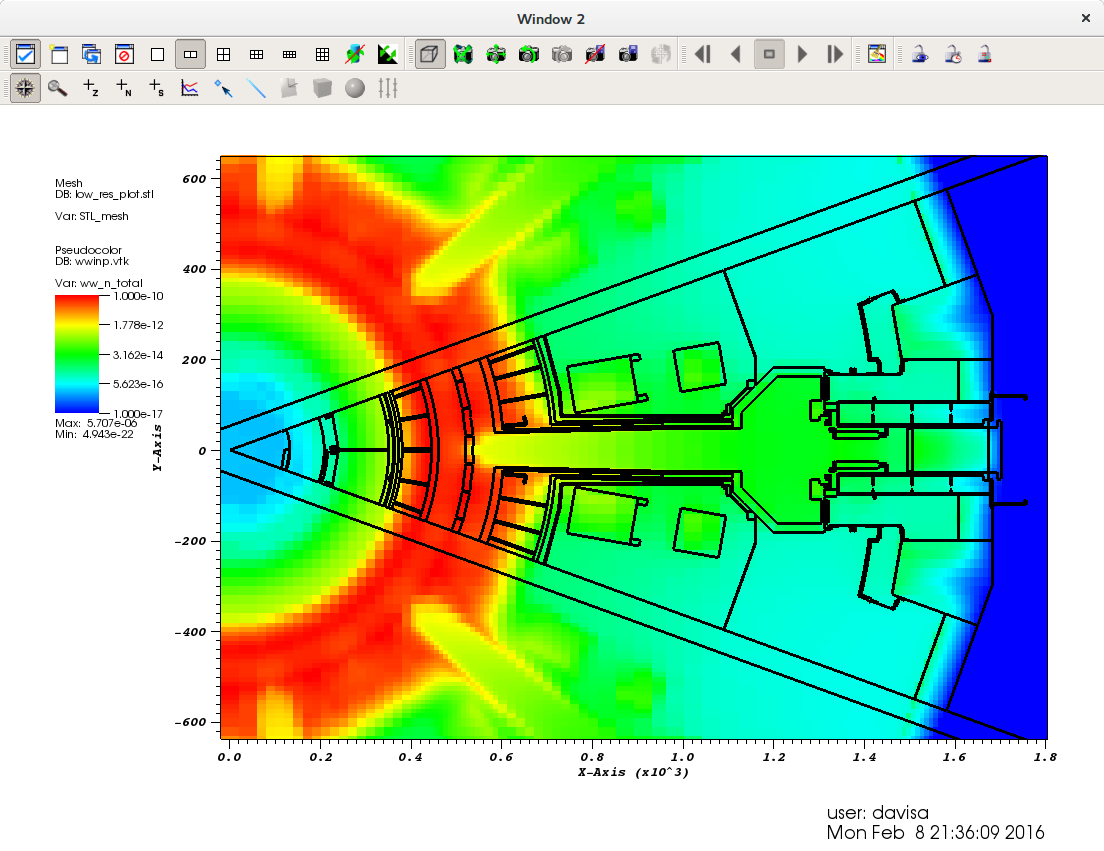 Window 2
×
Z
N
S
Mesh
DB: low_res_plot.stl
Var: STL_mesh
Pseudocolor
DB: wwinp.vtk
Var: ww_n_total
1.000e-10
1.778e-12
3.162e-14
5.623e-16
1.000e-17
Max: 5.707e-06
Min: 4.943e-22
Y-Axis
600
400
200
0
-200
-400
-600
0.0 0.2 0.4 0.6 0.8 1.0 1.2 1.4 1.6 1.8
X-Axis (x10^3)
user: davisa
Mon Feb 8 21:36:09 2016